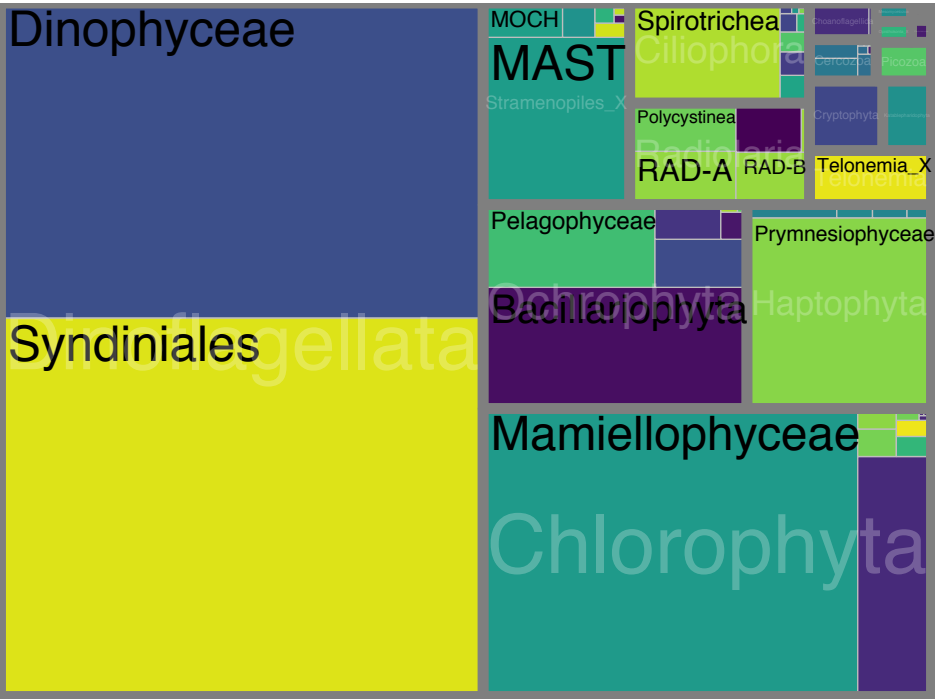 Dinophyceae
Syndiniales
Dinoflagellata
MOCH
MAST
Stramenopiles_X
Spirotrichea
Ciliophora
Choanoflagellida
Cercozoa
Picozoa
Polycystinea
Radiolaria
RAD-A
RAD-B
Cryptophyta
Telonemia_X
Telonemia
Pelagophyceae
Ochrophyta
Bacillariophyta
Prymnesiophyceae
Haptophyta
Mamiellophyceae
Chlorophyta